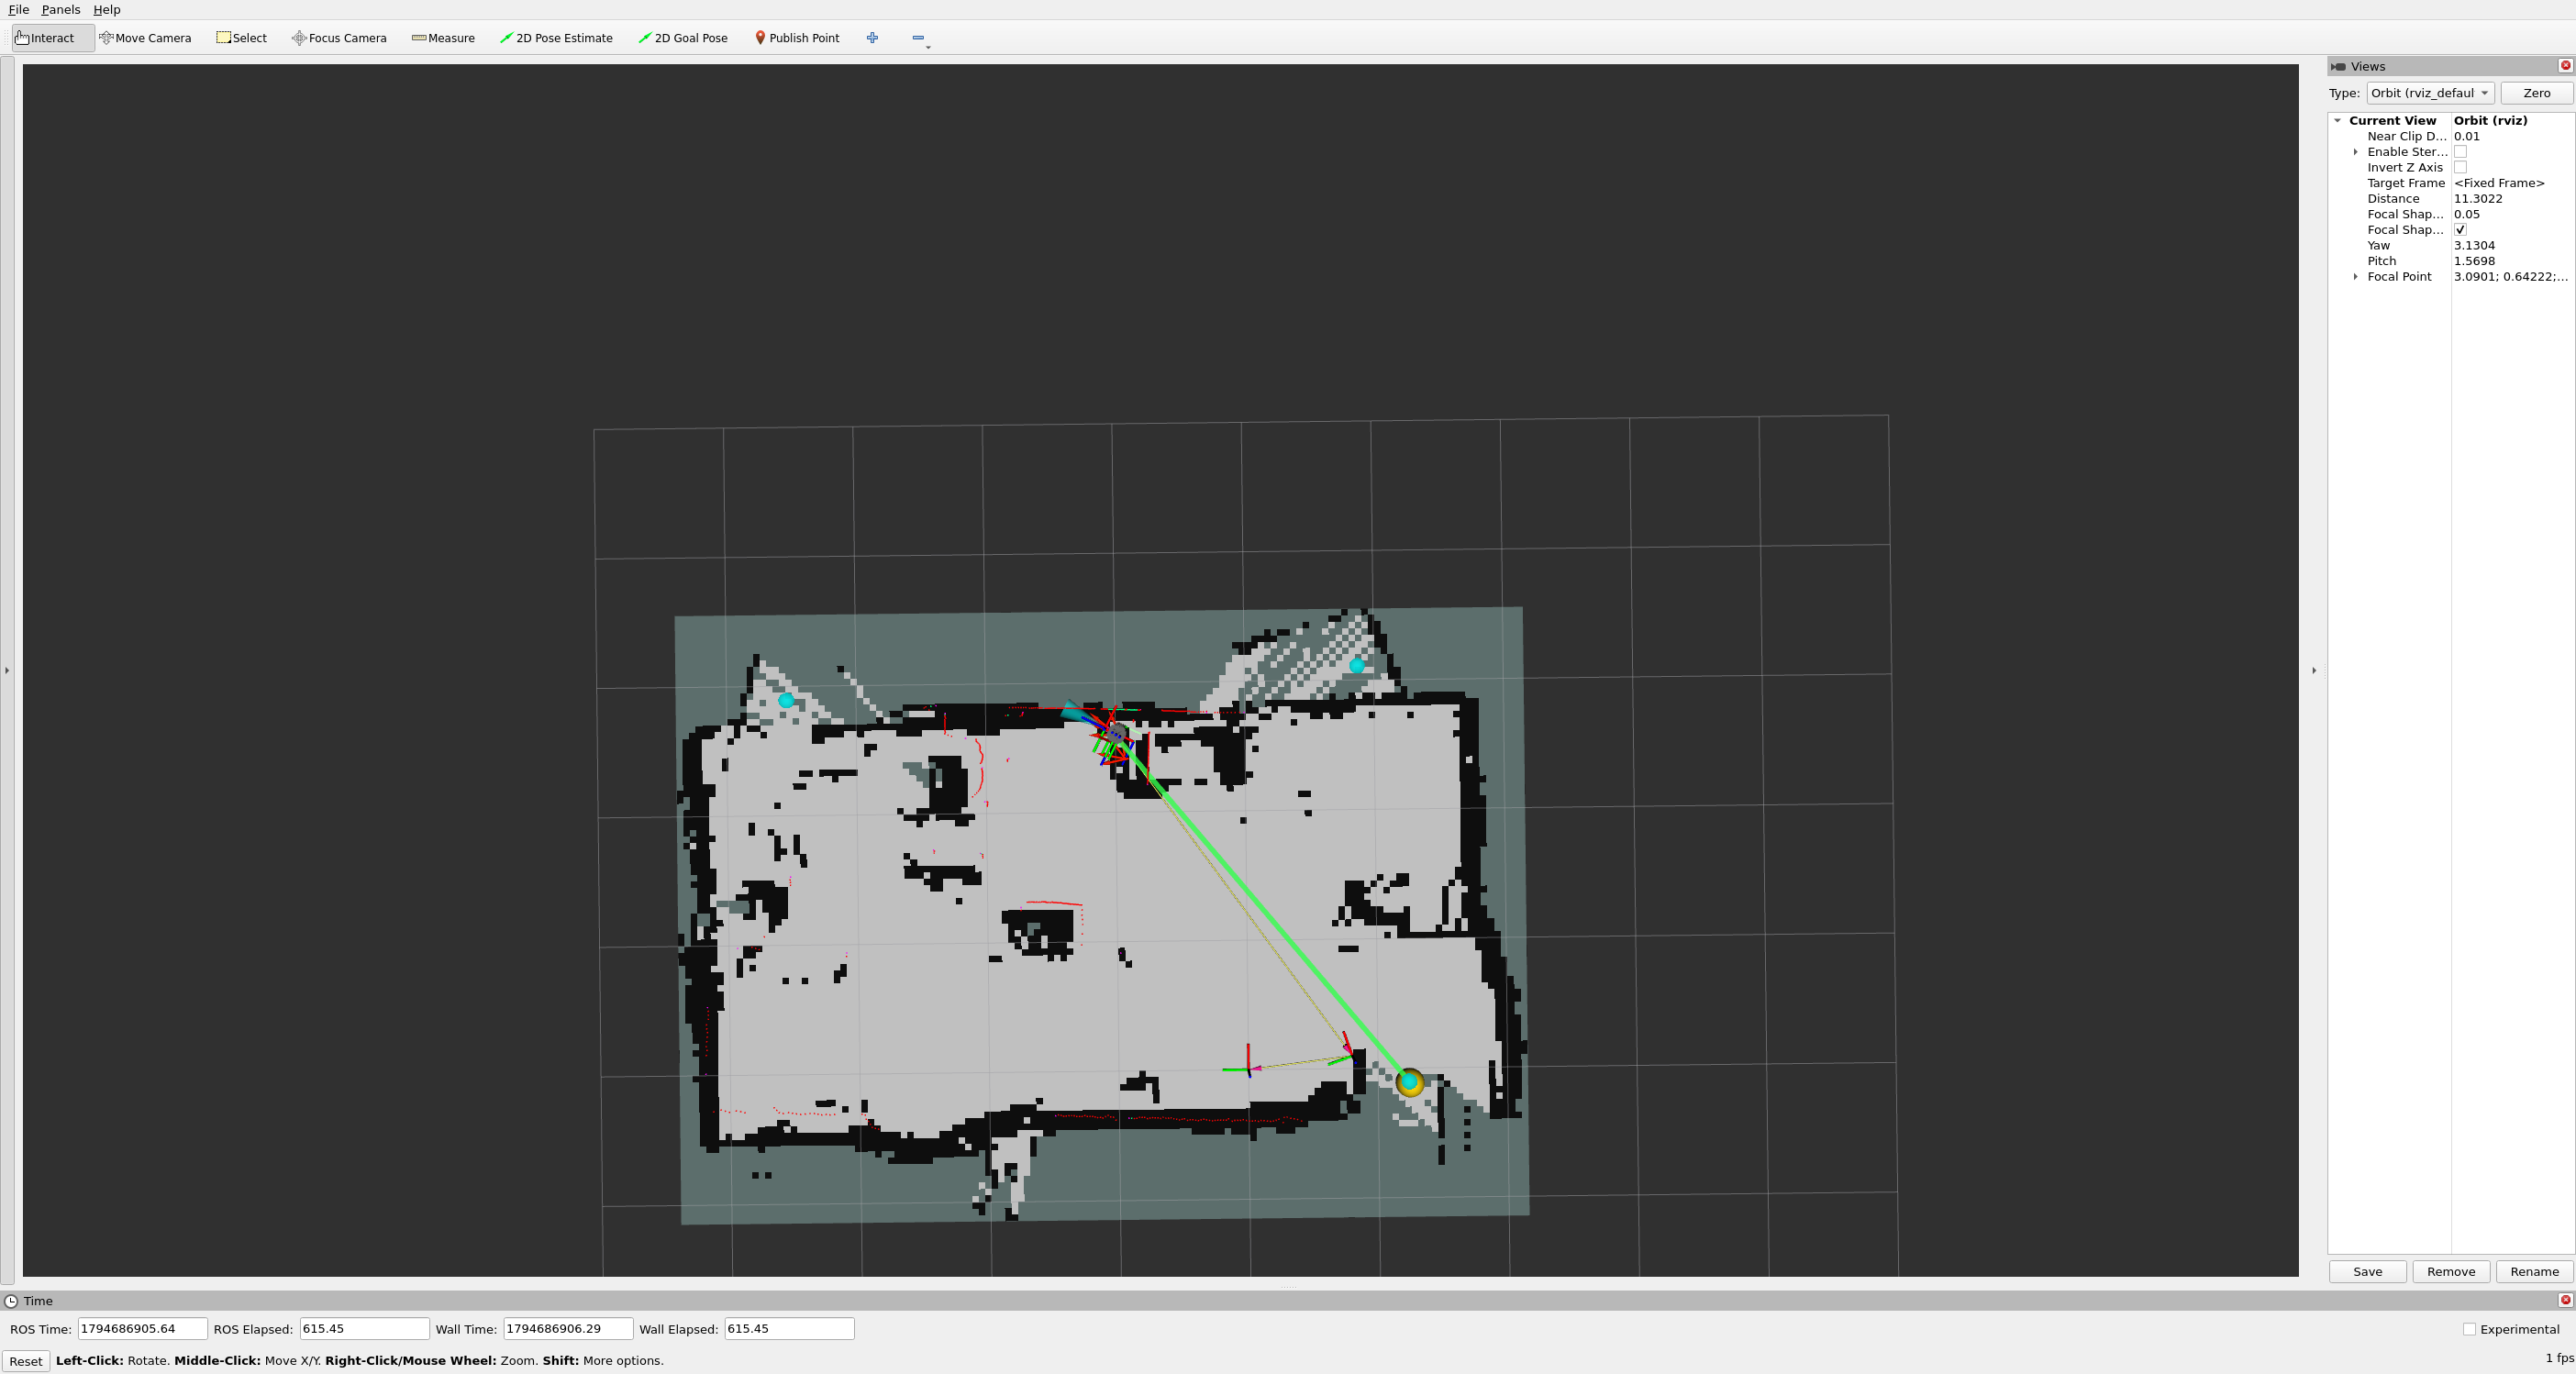 File Panels Help
Interact Move Camera Select Focus Camera Measure 2D Pose Estimate 2D Goal Pose Publish Point
Views
Type: Orbit (rviz_defaul Zero
Current View Orbit (rviz)
Near Clip D... 0.01
Enable Ster...
Invert Z Axis
Target Frame <Fixed Frame>
Distance 11.3022
Focal Shap... 0.05
Focal Shap...
Yaw 3.1304
Pitch 1.5698
Focal Point 3.0901; 0.64222;...
Save Remove Rename
Time
ROS Time: 1794686905.64 ROS Elapsed: 615.45 Wall Time: 1794686906.29 Wall Elapsed: 615.45 Experimental
Reset Left-Click: Rotate. Middle-Click: Move X/Y. Right-Click/Mouse Wheel: Zoom. Shift: More options. 1 fps